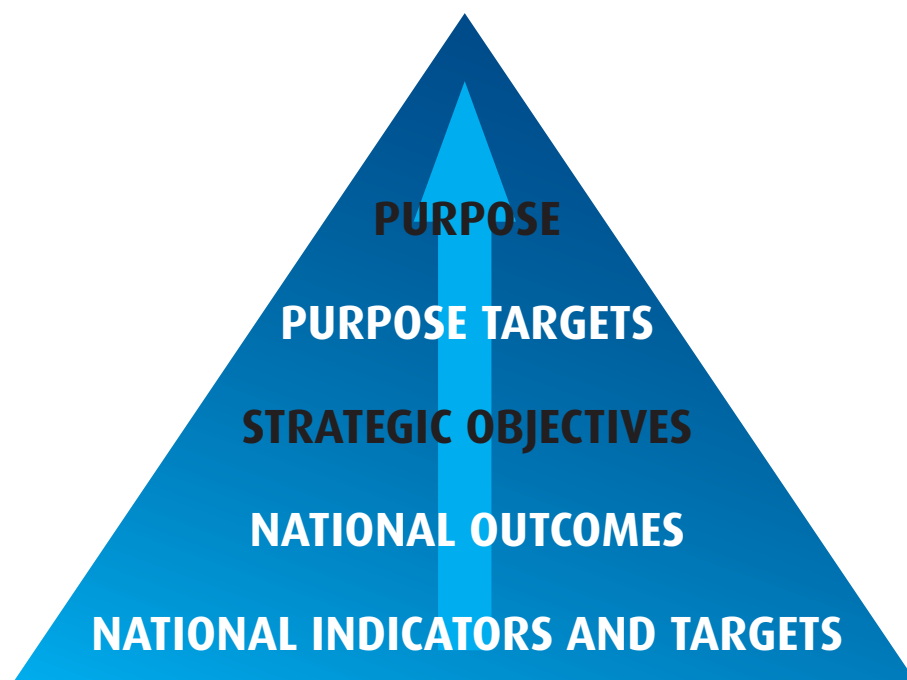 PURPOSE
PURPOSE TARGETS
STRATEGIC OBJECTIVES
NATIONAL OUTCOMES
NATIONAL INDICATORS AND TARGETS